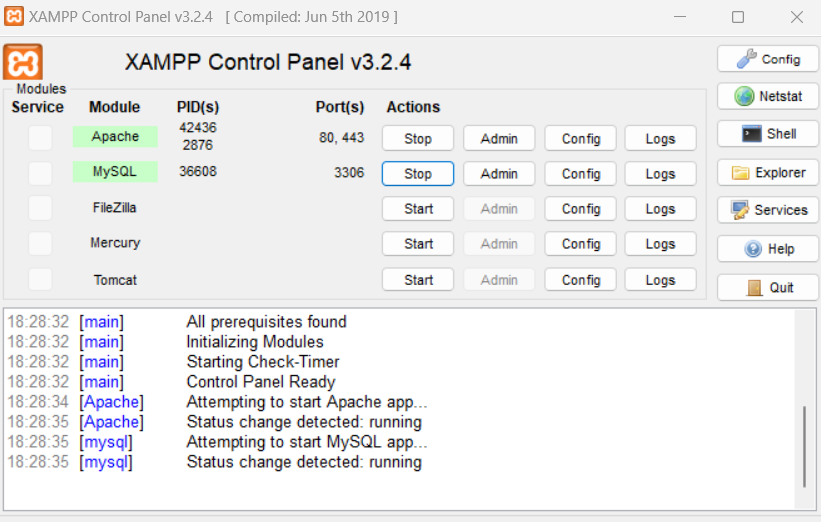 XAMPP Control Panel v3.2.4 [ Compiled: Jun 5th 2019 ]
XAMPP Control Panel v3.2.4
Config
Modules
Service Module PID(s) Port(s) Actions
Netstat
Apache 42436 2876 80, 443 Stop Admin Config Logs
Shell
MySQL 36608 3306 Stop Admin Config Logs
Explorer
FileZilla Start Admin Config Logs
Services
Mercury Start Admin Config Logs
Help
Tomcat Start Admin Config Logs
Quit
18:28:32 [main] All prerequisites found
18:28:32 [main] Initializing Modules
18:28:32 [main] Starting Check-Timer
18:28:32 [main] Control Panel Ready
18:28:34 [Apache] Attempting to start Apache app...
18:28:35 [Apache] Status change detected: running
18:28:35 [mysql] Attempting to start MySQL app...
18:28:35 [mysql] Status change detected: running